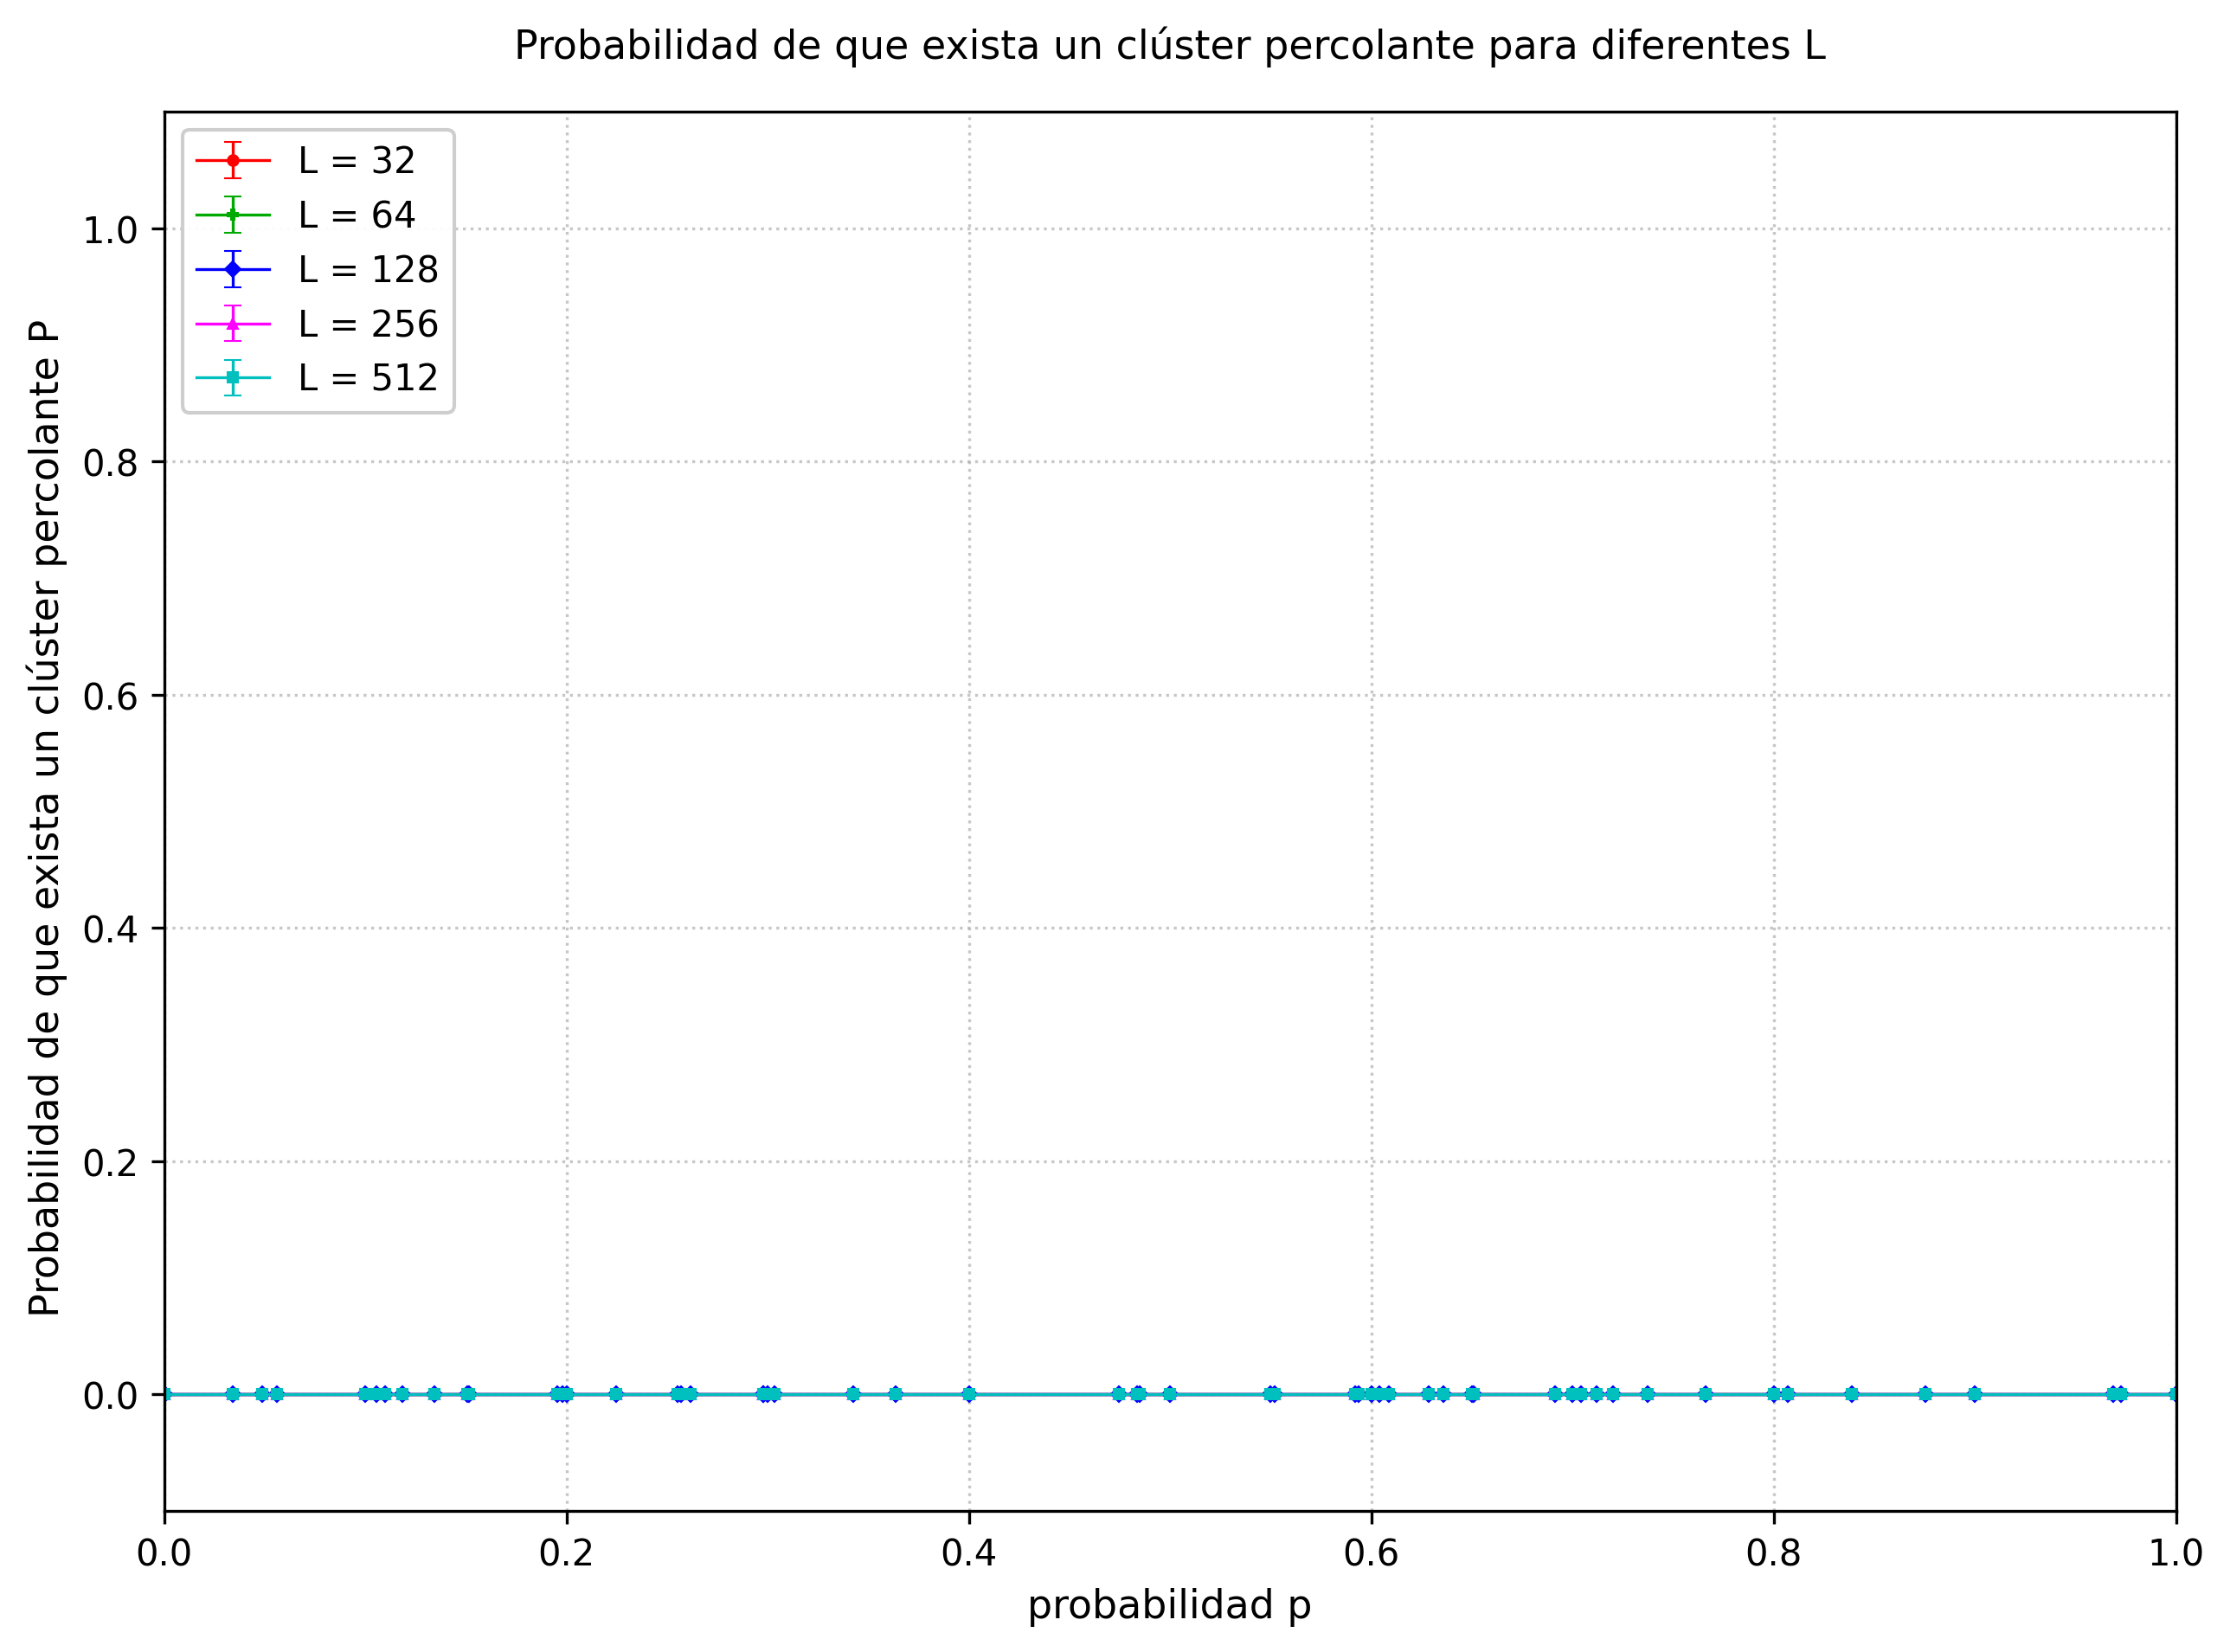 Probabilidad de que exista un clúster percolante para diferentes L
L = 32
L = 64
L = 128
L = 256
L = 512
Probabilidad de que exista un clúster percolante P
1.0
0.8
0.6
0.4
0.2
0.0
0.0 0.2 0.4 0.6 0.8 1.0
probabilidad p